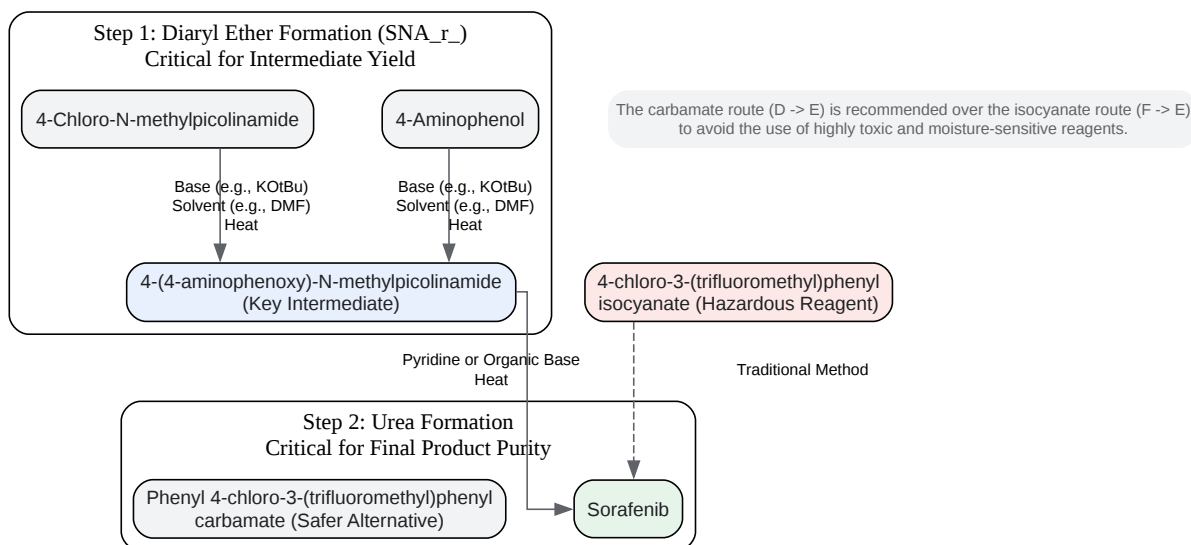 Step 1: Diaryl Ether Formation (SNA_r_)
Critical for Intermediate Yield
4-Chloro-N-methylpicolinamide
4-Aminophenol
The carbamate route (D -> E) is recommended over the isocyanate route (F -> E)
to avoid the use of highly toxic and moisture-sensitive reagents.
Base (e.g., KOtBu)
Solvent (e.g., DMF)
Heat
Base (e.g., KOtBu)
Solvent (e.g., DMF)
Heat
4-(4-aminophenoxy)-N-methylpicolinamide
(Key Intermediate)
4-chloro-3-(trifluoromethyl)phenyl
isocyanate (Hazardous Reagent)
Pyridine or Organic Base
Heat
Traditional Method
Step 2: Urea Formation
Critical for Final Product Purity
Phenyl 4-chloro-3-(trifluoromethyl)phenyl
carbamate (Safer Alternative)
Sorafenib